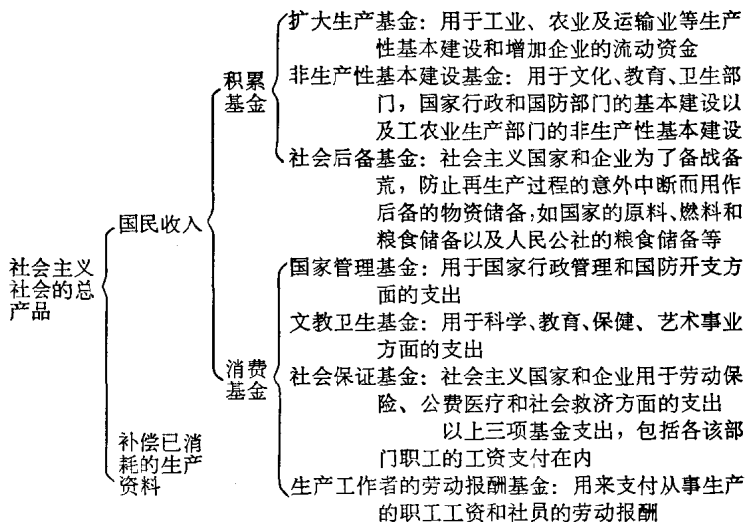 扩大生产基金：用于工业、农业及运输业等生产
性基本建设和增加企业的流动资金
积累
基金
非生产性基本建设基金：用于文化、教育、卫生部
门，国家行政和国防部门的基本建设以
及工农业生产部门的非生产性基本建设
社会后备基金：社会主义国家和企业为了备战备
荒，防止再生产过程的意外中断而用作
后备的物资储备，如国家的原料、燃料和
粮食储备以及人民公社的粮食储备等
国民收入
社会主义
社会的总
产品
国家管理基金：用于国家行政管理和国防开支方
面的支出
文教卫生基金：用于科学、教育、保健、艺术事业
方面的支出
消费
基金
社会保证基金：社会主义国家和企业用于劳动保
险、公费医疗和社会救济方面的支出
以上三项基金支出，包括各该部
门职工的工资支付在内
生产工作者的劳动报酬基金：用来支付从事生产
的职工工资和社员的劳动报酬
补偿已消
耗的生产
资料